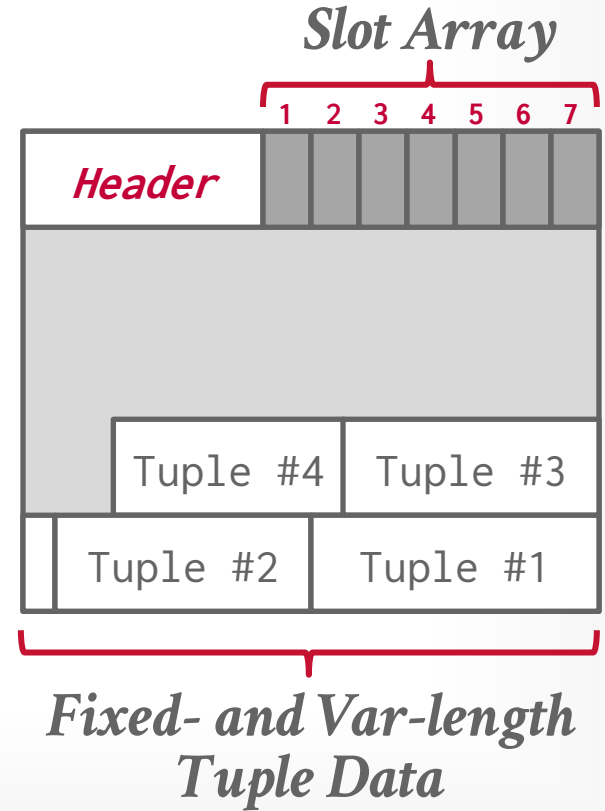 Slot Array
1 2 3 4 5 6 7
Header
Tuple #4 Tuple #3
Tuple #2 Tuple #1
Fixed- and Var-length
Tuple Data